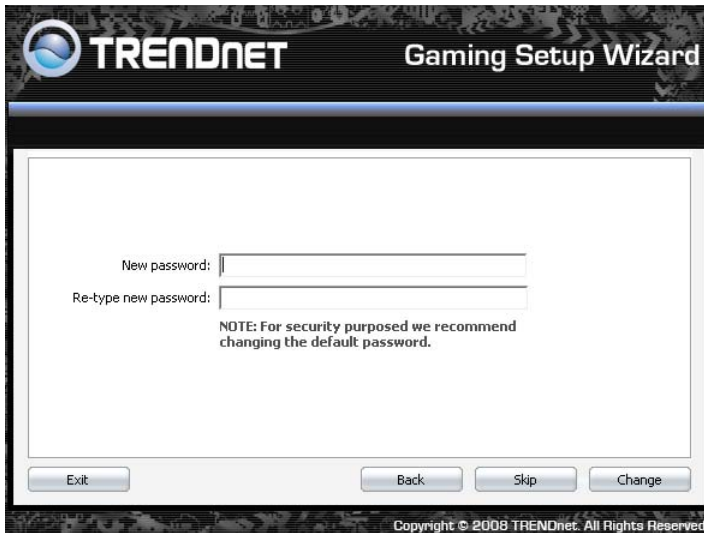 TRENDNET
Gaming Setup Wizard
New password:
Re-type new password:
NOTE: For security purposed we recommend
changing the default password.
Exit
Back
Skip
Change
Copyright © 2008 TRENDnet. All Rights Reserved